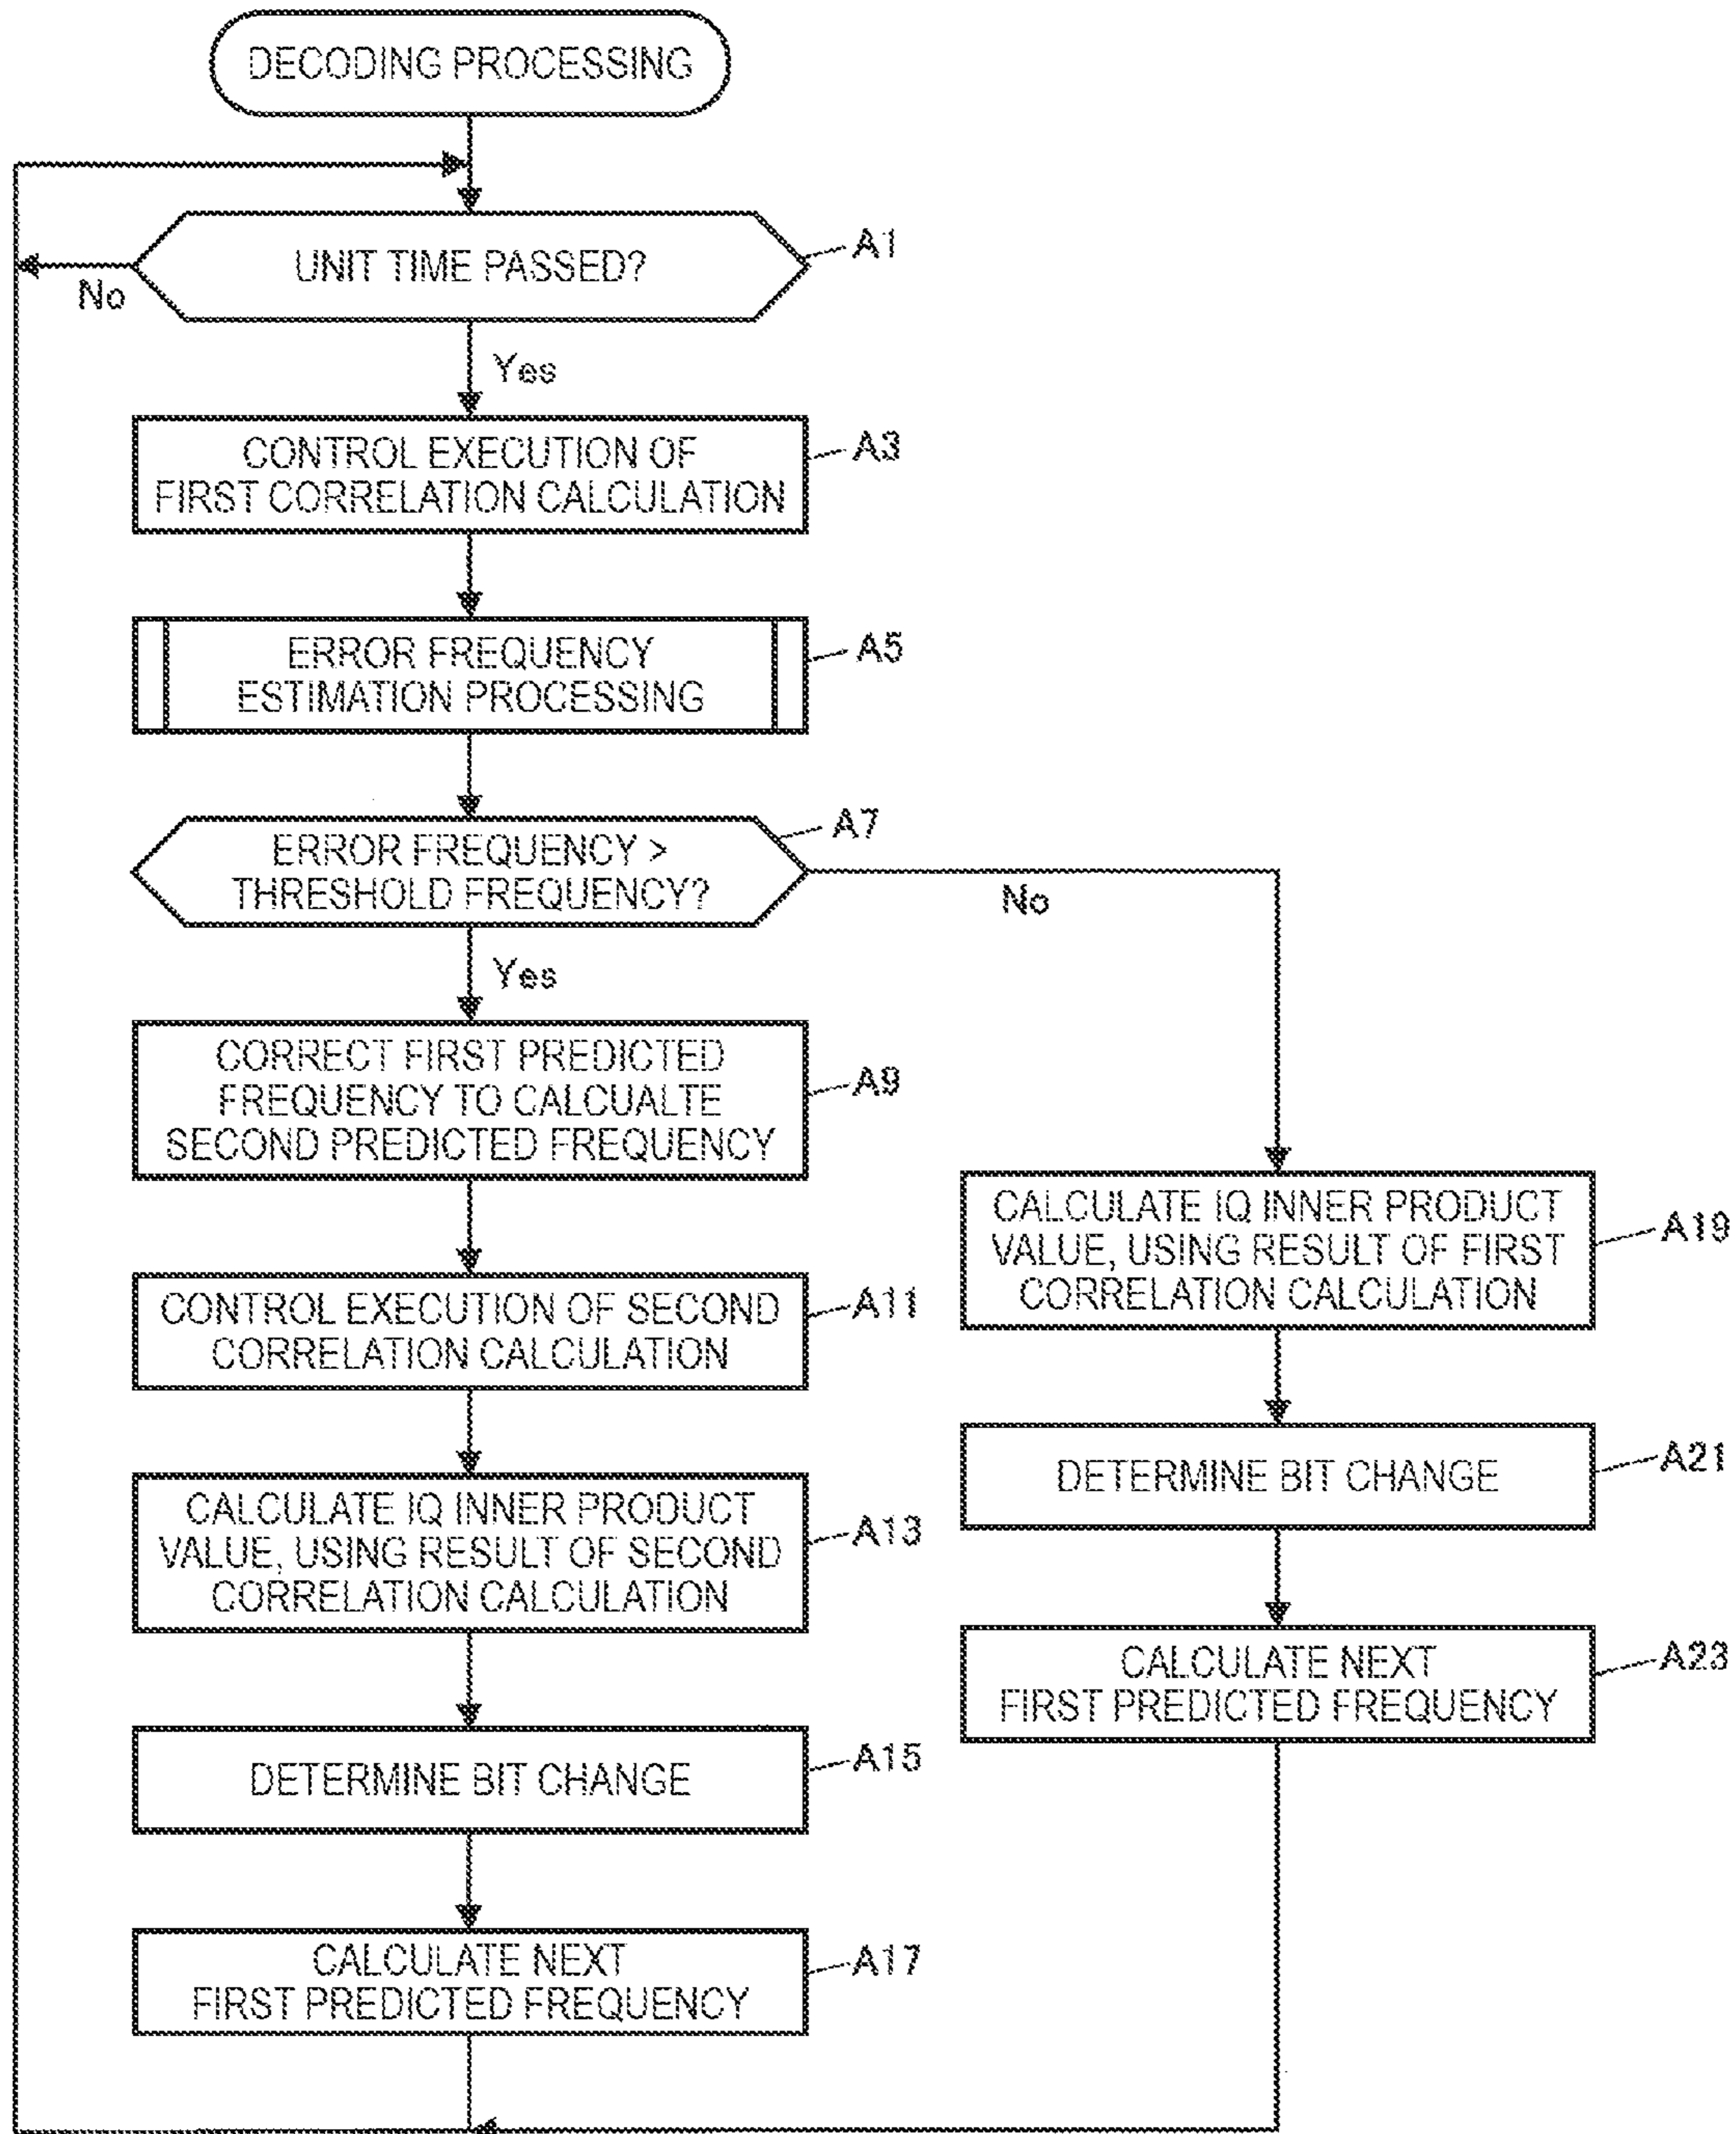 DECODING PROCESSING
UNIT TIME PASSED?
A1
No
Yes
CONTROL EXECUTION OF
FIRST CORRELATION CALCULATION
A3
ERROR FREQUENCY
ESTIMATION PROCESSING
A5
ERROR FREQUENCY >
THRESHOLD FREQUENCY?
A7
No
Yes
CORRECT FIRST PREDICTED
FREQUENCY TO CALCUALTE
SECOND PREDICTED FREQUENCY
A9
CONTROL EXECUTION OF SECOND
CORRELATION CALCULATION
A11
CALCULATE IQ INNER PRODUCT
VALUE, USING RESULT OF SECOND
CORRELATION CALCULATION
A13
DETERMINE BIT CHANGE
A15
CALCULATE NEXT
FIRST PREDICTED FREQUENCY
A17
CALCULATE IQ INNER PRODUCT
VALUE, USING RESULT OF FIRST
CORRELATION CALCULATION
A19
DETERMINE BIT CHANGE
A21
CALCULATE NEXT
FIRST PREDICTED FREQUENCY
A23